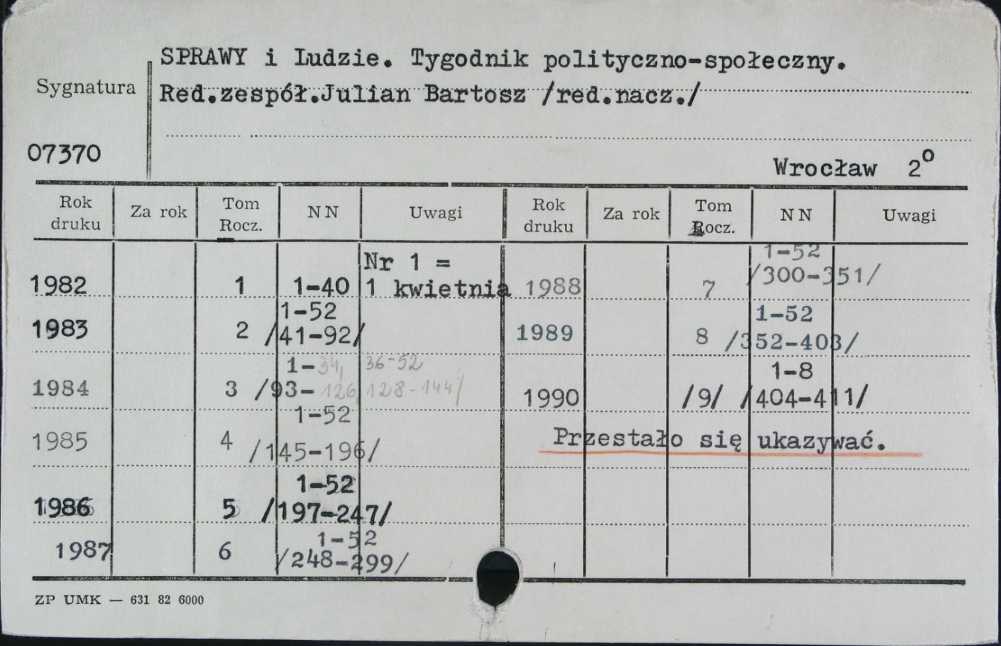 SPRAWY i Ludzie. Tygodnik polityczno-społeczny.
Sygnatura
Red.zespół.Julian Bartosz /red.nacz./
07370
Wrocław 2o
Rok druku Za rok Tom Rocz. NN Uwagi Rok druku Za rok Tom Rocz. NN Uwagi
1982 1 1-40 Nr 1 = 1 kwietnia
1983 2 1-52 /41-92/
1984 3 1-34, 36-52 /93-126, 128-144/
1985 4 1-52 /145-196/
1986 5 1-52 /197-247/
1987 6 1-52 /248-299/
1988 7 1-52 /300-351/
1989 8 1-52 /352-403/
1990 /9/ 1-8 /404-411/
Przestało się ukazywać.
ZP UMK — 631 82 6000